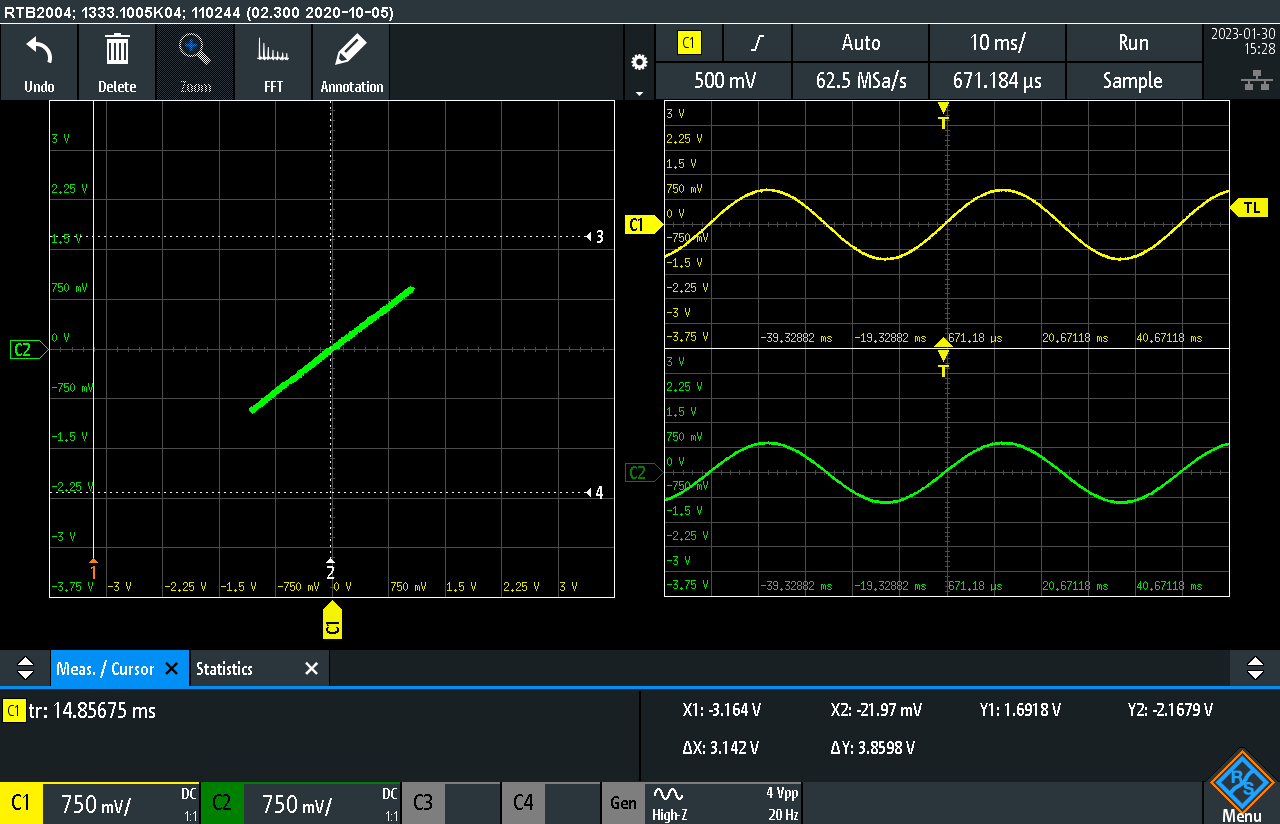 RTB2004; 1333.1005K04; 110244 (02.300 2020-10-05)
Undo
Delete
Zoom
FFT
Annotation
C1
Auto
10 ms/
Run
2023-01-30
15:28
500 mV
62.5 MSa/s
671.184 µs
Sample
3 V
2.25 V
1.5 V
750 mV
0 V
-750 mV
-1.5 V
-2.25 V
-3 V
-3.75 V
-3 V
-2.25 V
-1.5 V
-750 mV
0 V
750 mV
1.5 V
2.25 V
3 V
3
4
1
2
C2
C1
T
3 V
2.25 V
1.5 V
750 mV
0 V
-750 mV
-1.5 V
-2.25 V
-3 V
-3.75 V
-39.32882 ms
-19.32882 ms
671.18 µs
20.67118 ms
40.67118 ms
C1
TL
T
3 V
2.25 V
1.5 V
750 mV
0 V
-750 mV
-1.5 V
-2.25 V
-3 V
-3.75 V
-39.32882 ms
-19.32882 ms
671.18 µs
20.67118 ms
40.67118 ms
C2
Meas. / Cursor
Statistics
C1 tr: 14.85675 ms
X1: -3.164 V
X2: -21.97 mV
Y1: 1.6918 V
Y2: -2.1679 V
ΔX: 3.142 V
ΔY: 3.8598 V
C1
750 mV/
DC
1:1
C2
750 mV/
DC
1:1
C3
C4
Gen
High-Z
4 Vpp
20 Hz
R&S
Menu